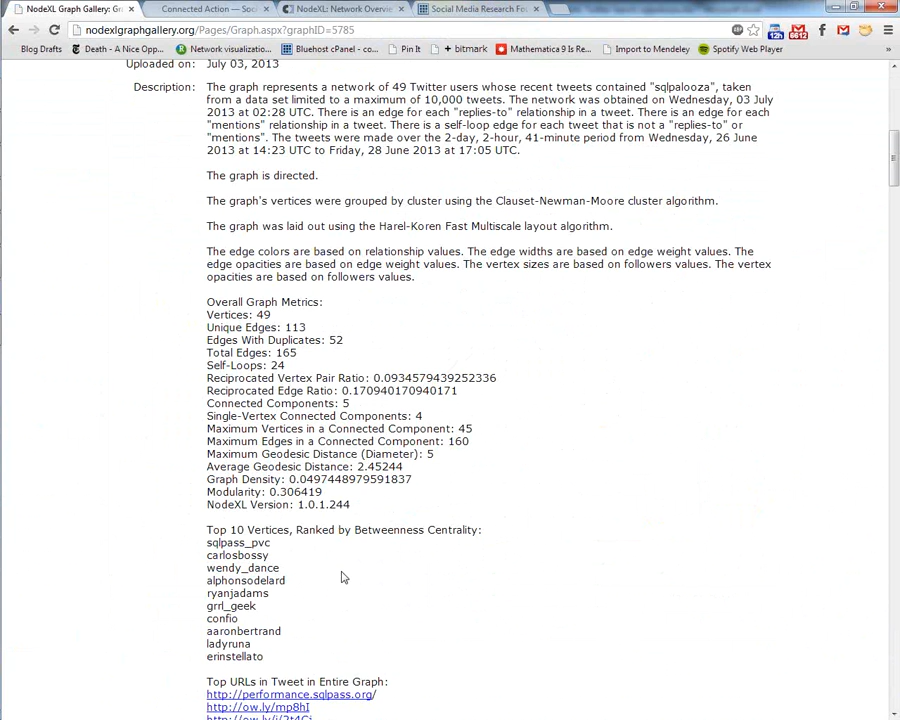 NodeXL Graph Gallery: Gra
Connected Action — Soci
NodeXL: Network Overvie
Social Media Research Fou
nodexlgraphgallery.org/Pages/Graph.aspx?graphID=5785
12h
6612
Blog Drafts
Death - A Nice Opp...
Network visualizatio...
Bluehost cPanel - co...
Pin It
+ bitmark
Mathematica 9 Is Re...
Import to Mendeley
Spotify Web Player
»
Uploaded on: July 03, 2013
Description: The graph represents a network of 49 Twitter users whose recent tweets contained "sqlpalooza", taken
from a data set limited to a maximum of 10,000 tweets. The network was obtained on Wednesday, 03 July
2013 at 02:28 UTC. There is an edge for each "replies-to" relationship in a tweet. There is an edge for each
"mentions" relationship in a tweet. There is a self-loop edge for each tweet that is not a "replies-to" or
"mentions". The tweets were made over the 2-day, 2-hour, 41-minute period from Wednesday, 26 June
2013 at 14:23 UTC to Friday, 28 June 2013 at 17:05 UTC.
The graph is directed.
The graph's vertices were grouped by cluster using the Clauset-Newman-Moore cluster algorithm.
The graph was laid out using the Harel-Koren Fast Multiscale layout algorithm.
The edge colors are based on relationship values. The edge widths are based on edge weight values. The
edge opacities are based on edge weight values. The vertex sizes are based on followers values. The vertex
opacities are based on followers values.
Overall Graph Metrics:
Vertices: 49
Unique Edges: 113
Edges With Duplicates: 52
Total Edges: 165
Self-Loops: 24
Reciprocated Vertex Pair Ratio: 0.0934579439252336
Reciprocated Edge Ratio: 0.170940170940171
Connected Components: 5
Single-Vertex Connected Components: 4
Maximum Vertices in a Connected Component: 45
Maximum Edges in a Connected Component: 160
Maximum Geodesic Distance (Diameter): 5
Average Geodesic Distance: 2.45244
Graph Density: 0.0497448979591837
Modularity: 0.306419
NodeXL Version: 1.0.1.244
Top 10 Vertices, Ranked by Betweenness Centrality:
sqlpass_pvc
carlosbossy
wendy_dance
alphonsodelard
ryanjadams
grrl_geek
confio
aaronbertrand
ladyruna
erinstellato
Top URLs in Tweet in Entire Graph:
http://performance.sqlpass.org/
http://ow.ly/mp8hI